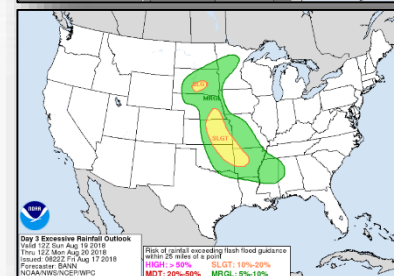 SLGT
MRGL
SLGT
NOAA
Day 3 Excessive Rainfall Outlook
Valid 12Z Sun Aug 19 2018
Thru 12Z Mon Aug 20 2018
Issued: 0822Z Fri Aug 17 2018
Forecaster: BANN
NOAA/NWS/NCEP/WPC
Risk of rainfall exceeding flash flood guidance
within 25 miles of a point
HIGH: > 50% SLGT: 10%-20%
MDT: 20%-50% MRGL: 5%-10%